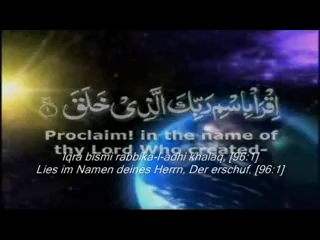 اِقْرَاْ بِاسْمِ رَبِّكَ الَّذِىْ خَلَقَ
Proclaim! in the name of
thy Lord Who created-
Iqra bismi rabbika-l-adhi khalaq, [96:1]
Lies im Namen deines Herrn, Der erschuf, [96:1]